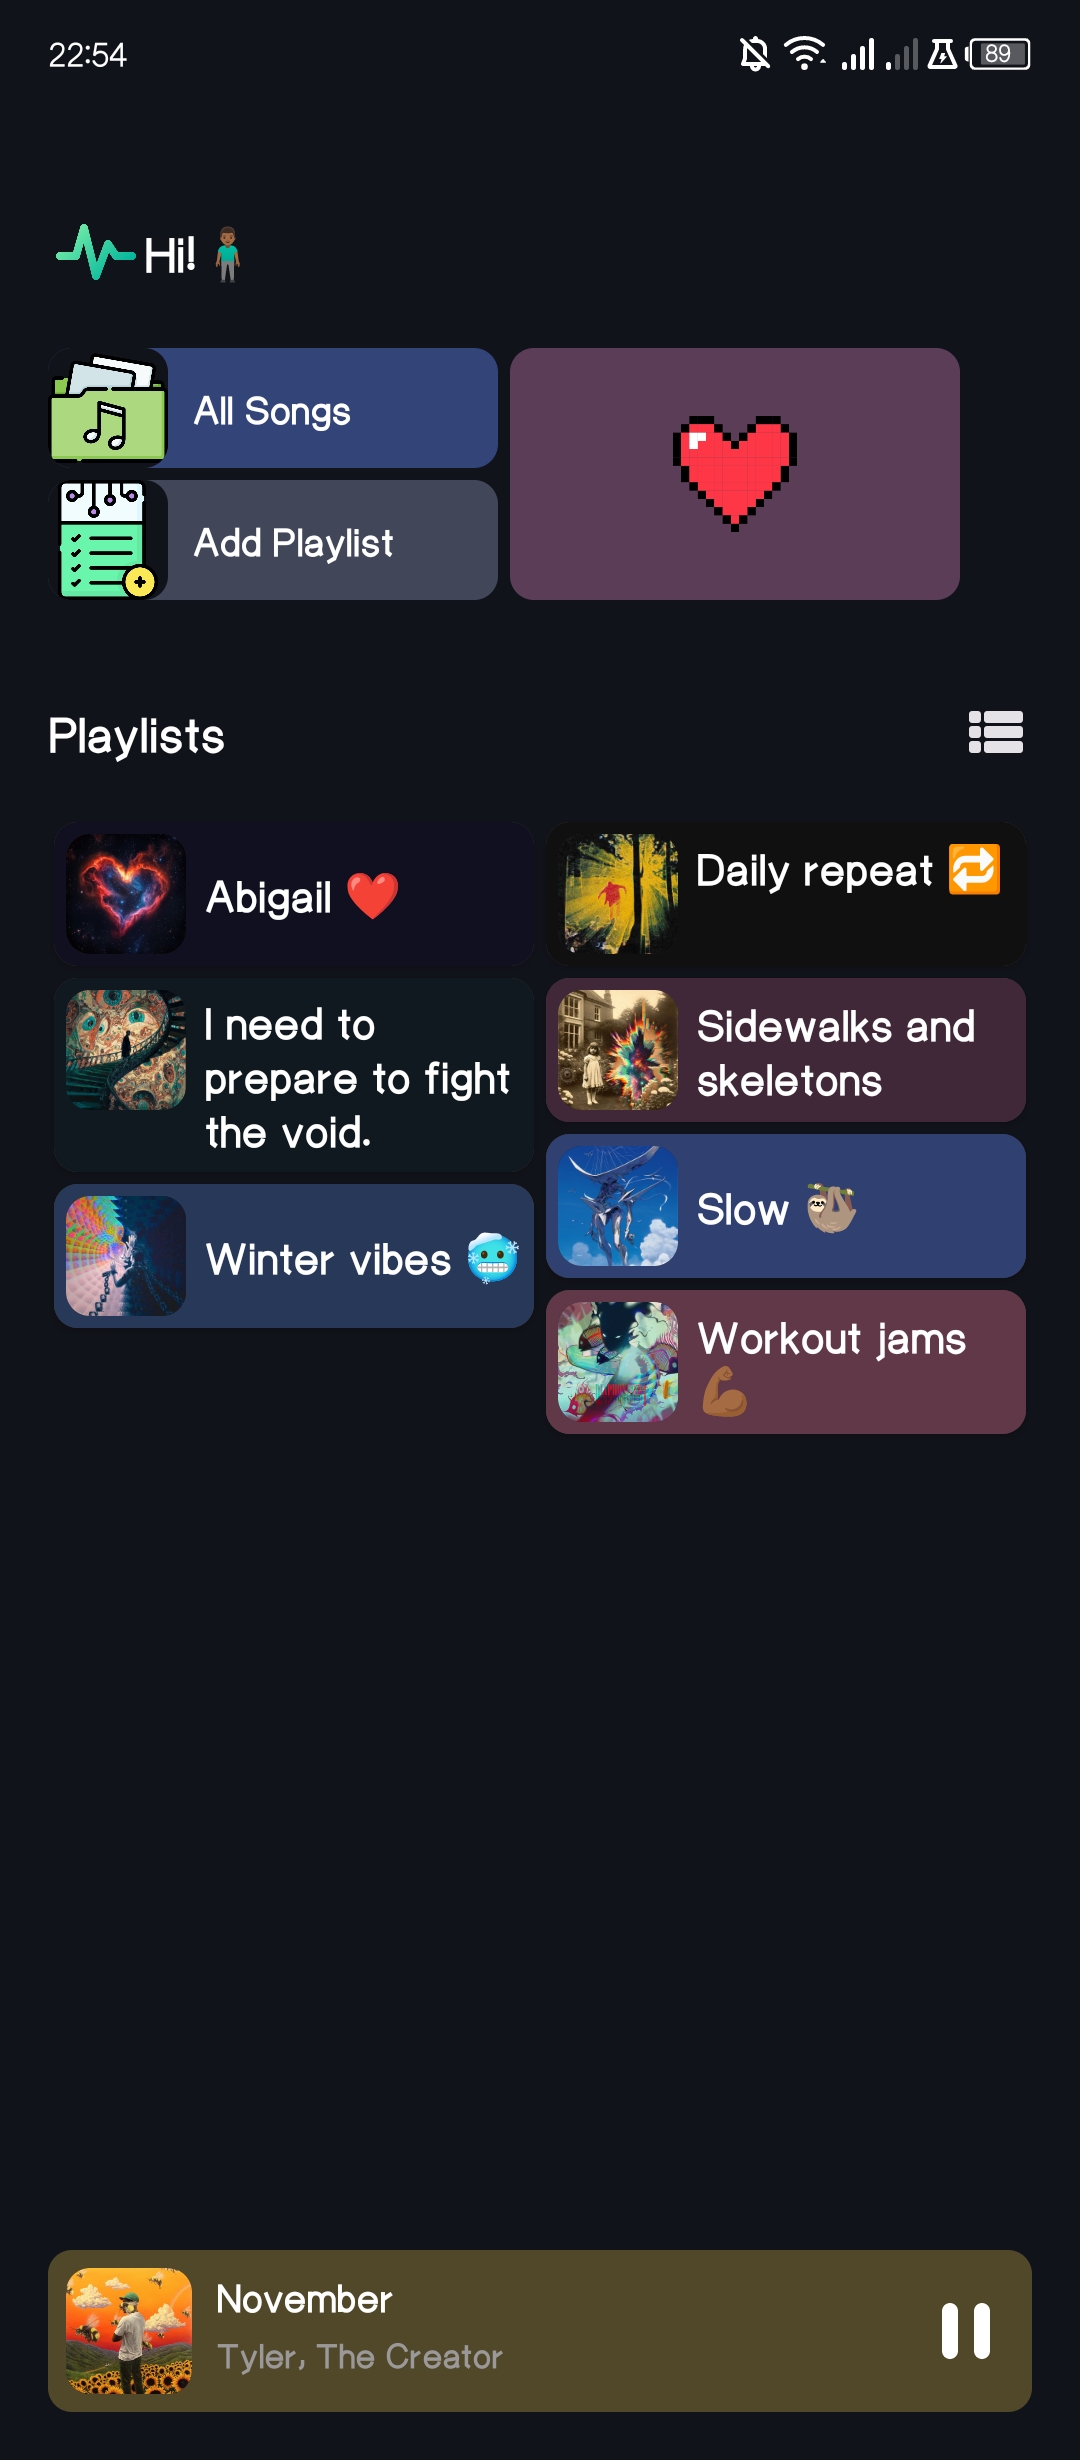 22:54
89
Hi! 🧍🏾‍♂️
All Songs
Add Playlist
Playlists
Abigail ❤️
Daily repeat 🔁
I need to
prepare to fight
the void.
Sidewalks and
skeletons
Winter vibes 🥶
Slow 🦥
Workout jams
💪🏾
November
Tyler, The Creator